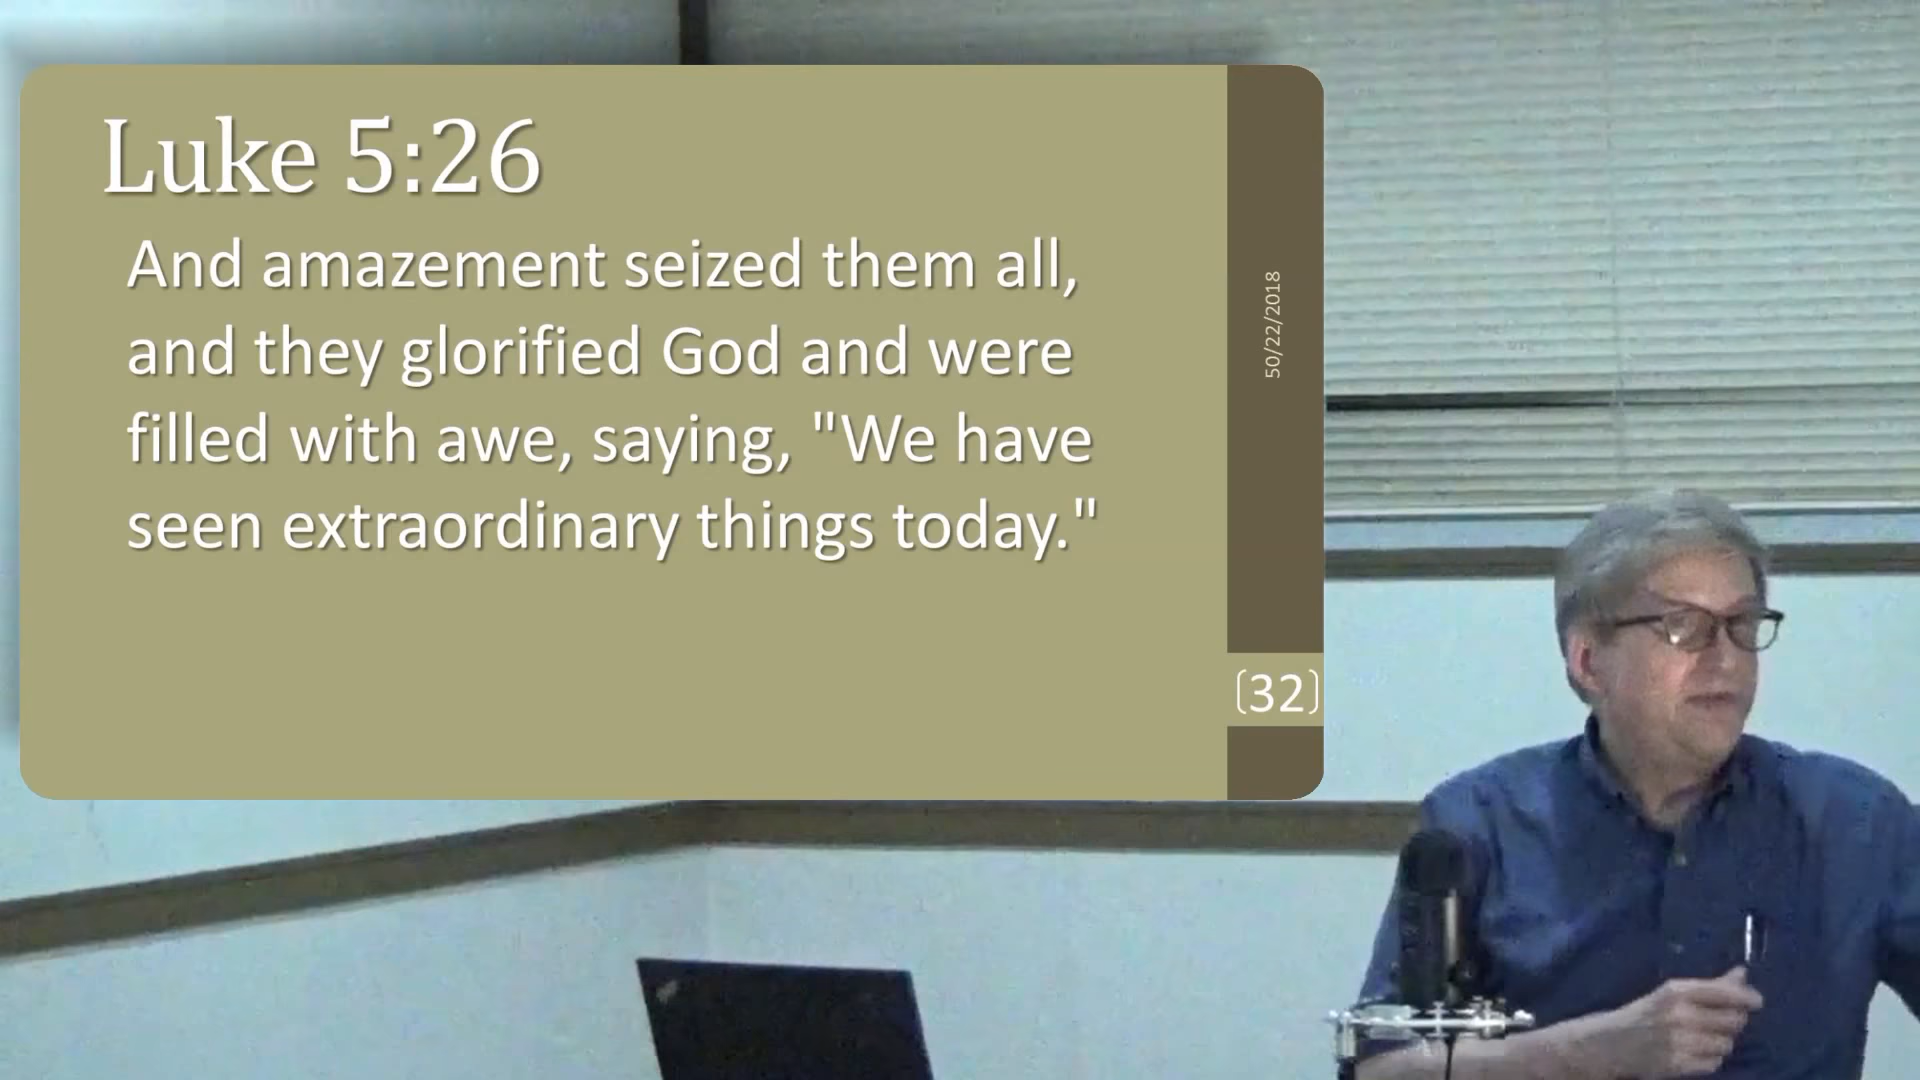 Luke 5:26
And amazement seized them all,
and they glorified God and were
filled with awe, saying, "We have
seen extraordinary things today."
50/22/2018
(32)